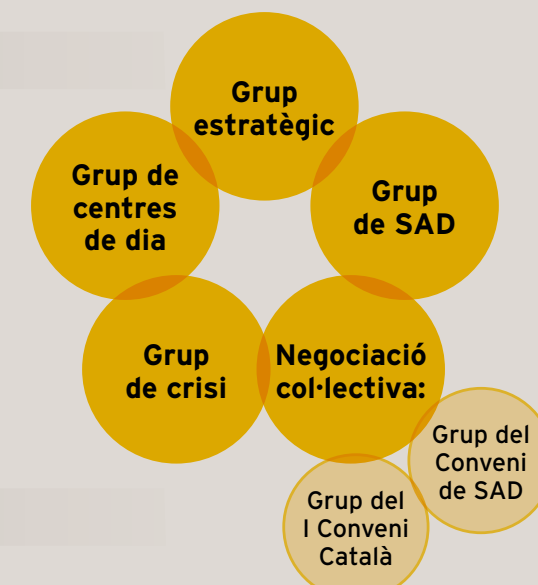 Grup
estratègic
Grup de
centres
de dia
Grup
de SAD
Grup
de crisi
Negociació
col·lectiva:
Grup del
Conveni
de SAD
Grup del
I Conveni
Català